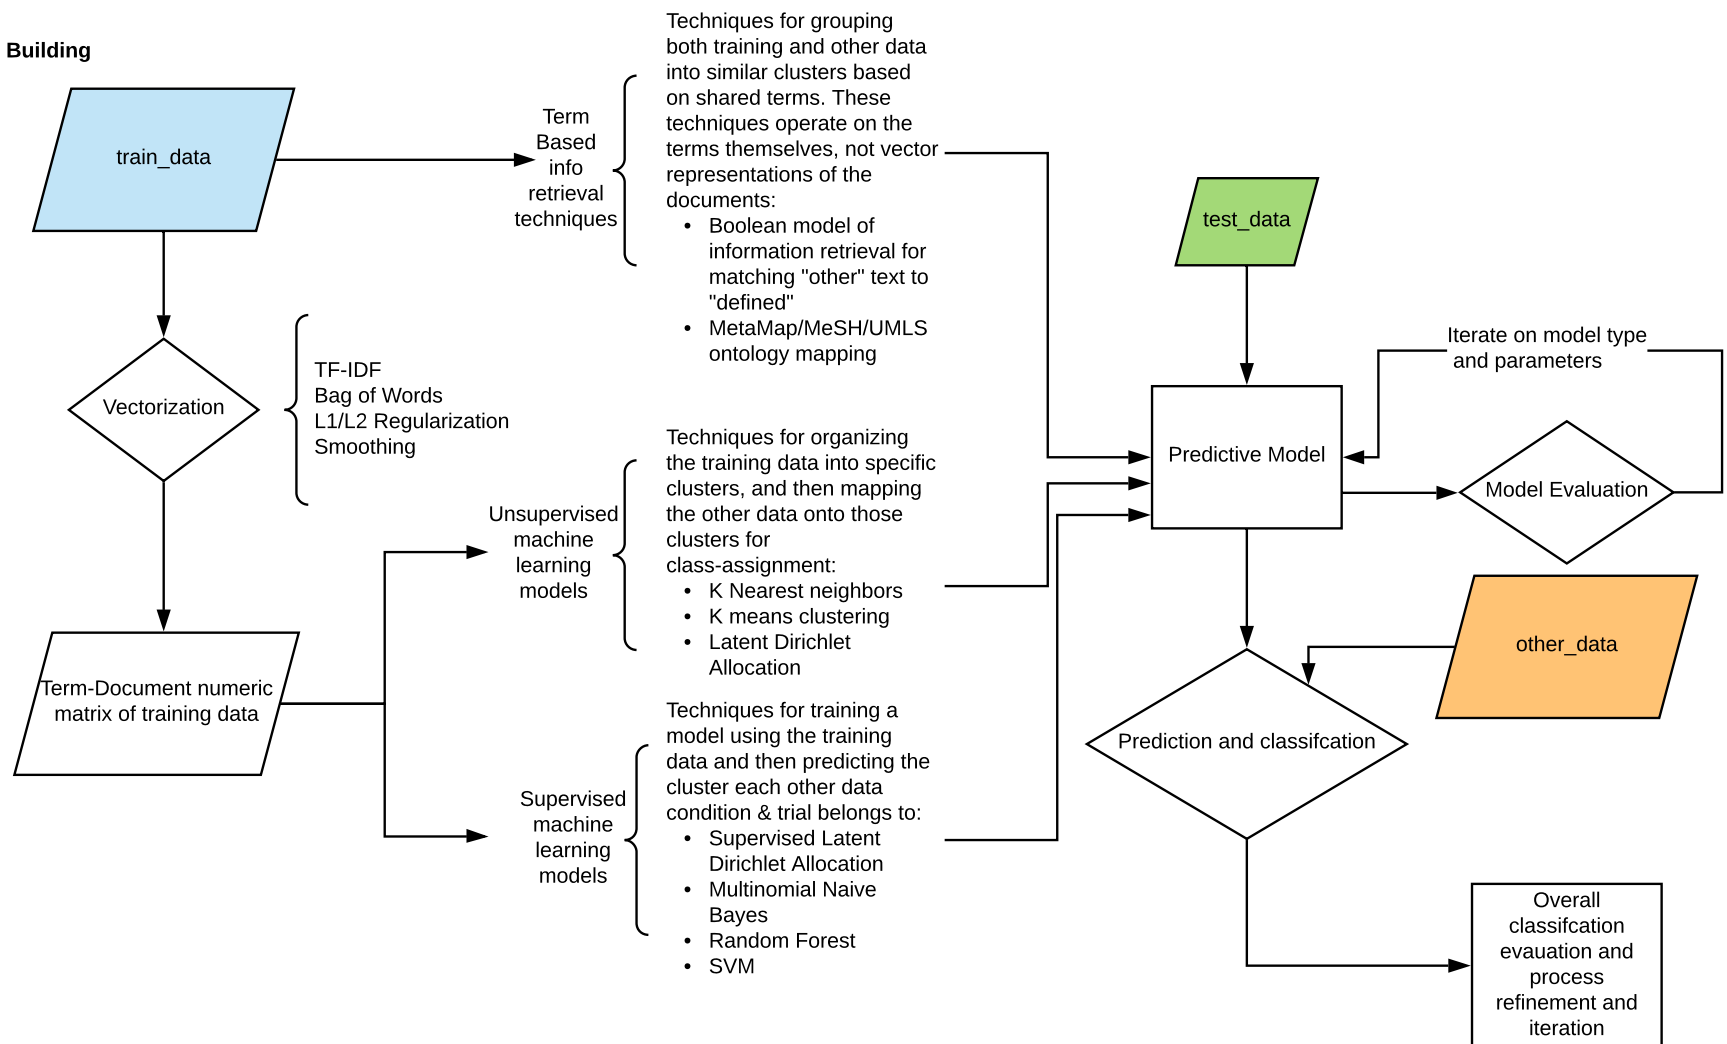 Building
train_data
Term
Based
info
retrieval
techniques
Techniques for grouping
both training and other data
into similar clusters based
on shared terms. These
techniques operate on the
terms themselves, not vector
representations of the
documents:
• Boolean model of
information retrieval for
matching "other" text to
"defined"
• MetaMap/MeSH/UMLS
ontology mapping
Vectorization
TF-IDF
Bag of Words
L1/L2 Regularization
Smoothing
Term-Document numeric
matrix of training data
Unsupervised
machine
learning
models
Techniques for organizing
the training data into specific
clusters, and then mapping
the other data onto those
clusters for
class-assignment:
• K Nearest neighbors
• K means clustering
• Latent Dirichlet
Allocation
Supervised
machine
learning
models
Techniques for training a
model using the training
data and then predicting the
cluster each other data
condition & trial belongs to:
• Supervised Latent
Dirichlet Allocation
• Multinomial Naive
Bayes
• Random Forest
• SVM
test_data
Predictive Model
Iterate on model type
and parameters
Model Evaluation
other_data
Prediction and classifcation
Overall
classifcation
evauation and
process
refinement and
iteration